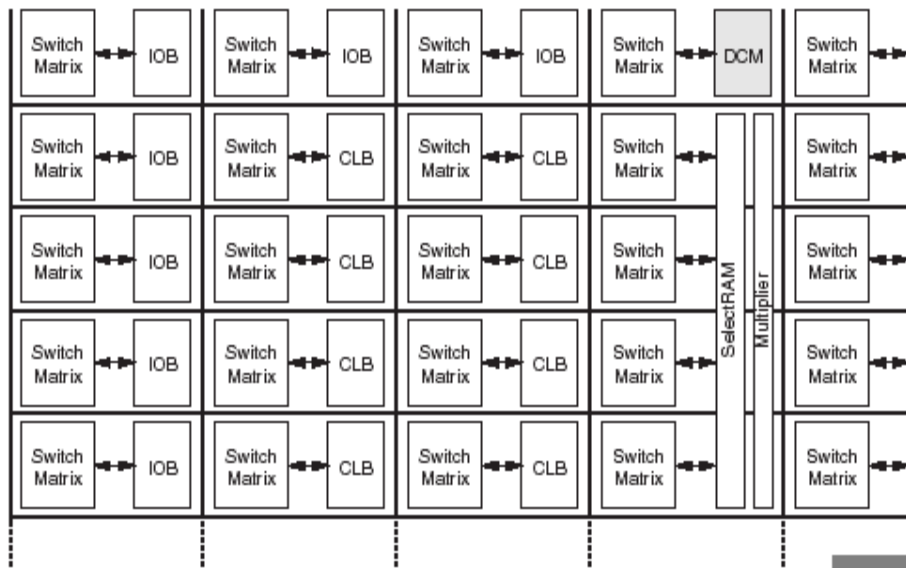 Switch Matrix IOB Switch Matrix IOB Switch Matrix IOB Switch Matrix DCM Switch Matrix
Switch Matrix IOB Switch Matrix CLB Switch Matrix CLB Switch Matrix Switch Matrix
Switch Matrix IOB Switch Matrix CLB Switch Matrix CLB Switch Matrix Switch Matrix
Switch Matrix IOB Switch Matrix CLB Switch Matrix CLB Switch Matrix Switch Matrix
Switch Matrix IOB Switch Matrix CLB Switch Matrix CLB Switch Matrix Switch Matrix
SelectRAM
Multiplier